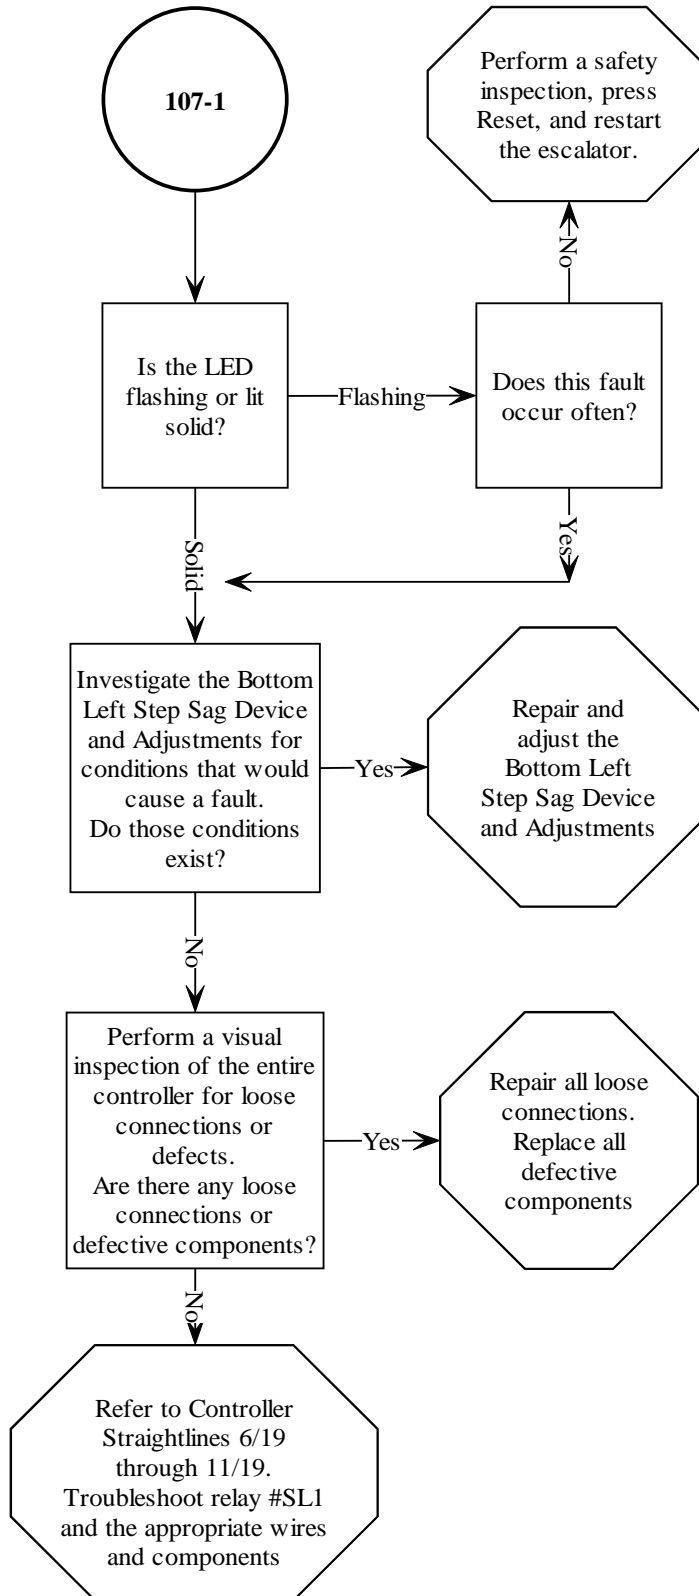 107-1
Perform a safety
inspection, press
Reset, and restart
the escalator.
No
Is the LED
flashing or lit
solid?
Flashing
Does this fault
occur often?
Solid
Yes
Investigate the Bottom
Left Step Sag Device
and Adjustments for
conditions that would
cause a fault.
Do those conditions
exist?
Yes
Repair and
adjust the
Bottom Left
Step Sag Device
and Adjustments
No
Perform a visual
inspection of the entire
controller for loose
connections or
defects.
Are there any loose
connections or
defective components?
Yes
Repair all loose
connections.
Replace all
defective
components
No
Refer to Controller
Straightlines 6/19
through 11/19.
Troubleshoot relay #SL1
and the appropriate wires
and components